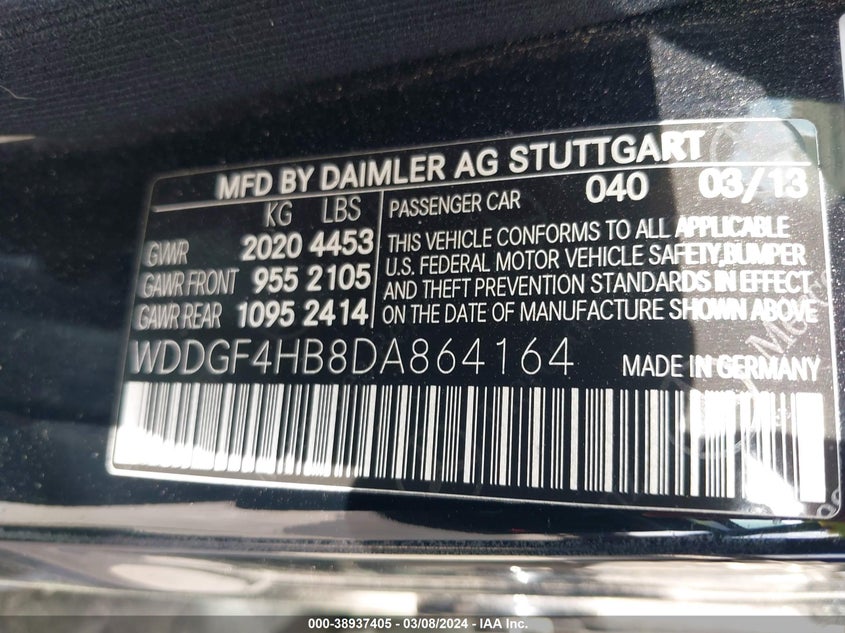 MFD BY DAIMLER AG STUTTGART
KG LBS
GVWR 2020 4453
GAWR FRONT 955 2105
GAWR REAR 1095 2414
PASSENGER CAR 040 03/13
THIS VEHICLE CONFORMS TO ALL APPLICABLE
U.S. FEDERAL MOTOR VEHICLE SAFETY,BUMPER
AND THEFT PREVENTION STANDARDS IN EFFECT
ON THE DATE OF MANUFACTURE SHOWN ABOVE
WDDGF4HB8DA864164 MADE IN GERMANY
000-38937405 - 03/08/2024 - IAA Inc.